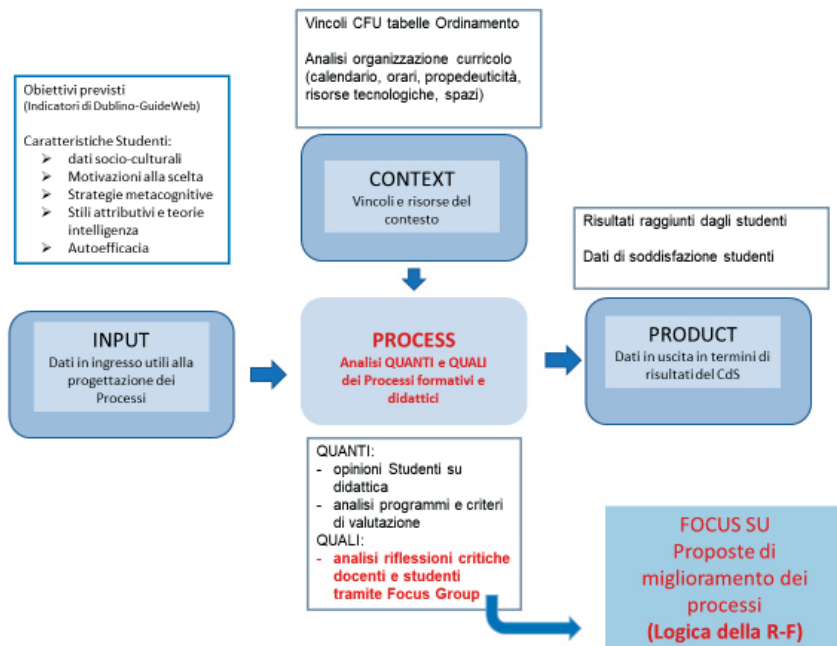 Vincoli CFU tabelle Ordinamento
Analisi organizzazione curricolo
(calendario, orari, propedeuticità,
risorse tecnologiche, spazi)
Obiettivi previsti
(Indicatori di Dublino-GuideWeb)
Caratteristiche Studenti:
➢ dati socio-culturali
➢ Motivazioni alla scelta
➢ Strategie metacognitive
➢ Stili attributivi e teorie
intelligenza
➢ Autoefficacia
CONTEXT
Vincoli e risorse del
contesto
Risultati raggiunti dagli studenti
Dati di soddisfazione studenti
INPUT
Dati in ingresso utili alla
progettazione dei
Processi
PROCESS
Analisi QUANTI e QUALI
dei Processi formativi e
didattici
PRODUCT
Dati in uscita in termini di
risultati del CdS
QUANTI:
- opinioni Studenti su
didattica
- analisi programmi e criteri
di valutazione
QUALI:
- analisi riflessioni critiche
docenti e studenti
tramite Focus Group
FOCUS SU
Proposte di
miglioramento dei
processi
(Logica della R-F)